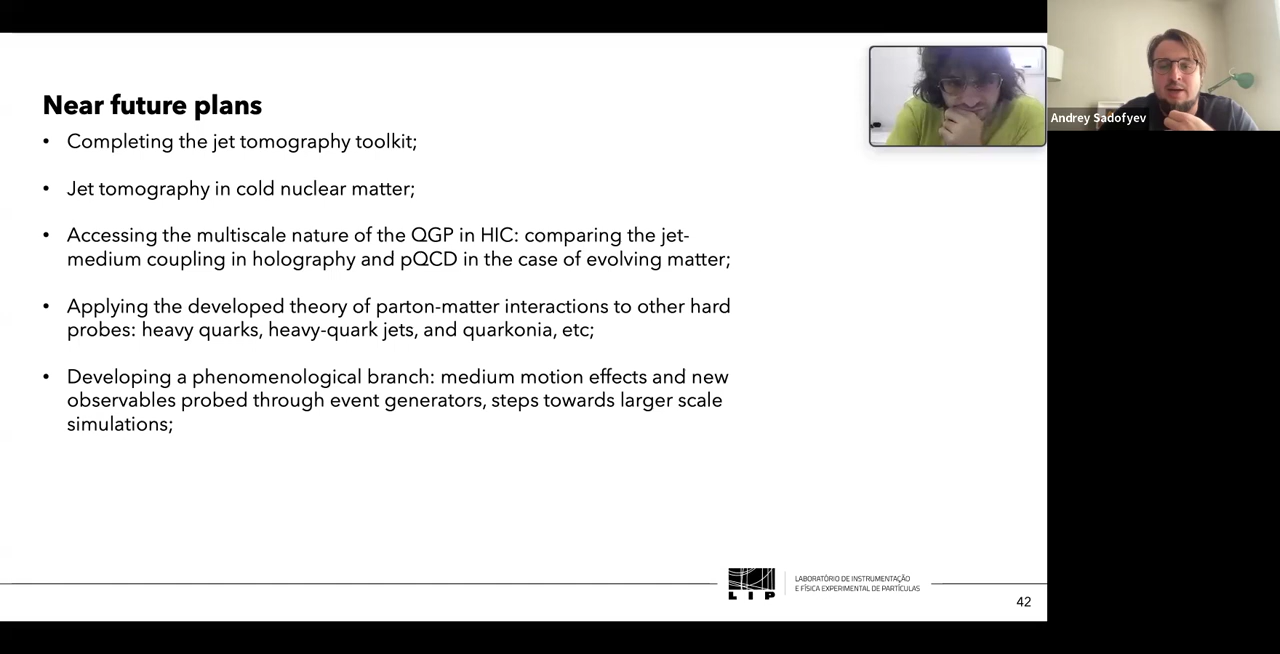 Near future plans
• Completing the jet tomography toolkit;
• Jet tomography in cold nuclear matter;
• Accessing the multiscale nature of the QGP in HIC: comparing the jet-
medium coupling in holography and pQCD in the case of evolving matter;
• Applying the developed theory of parton-matter interactions to other hard
probes: heavy quarks, heavy-quark jets, and quarkonia, etc;
• Developing a phenomenological branch: medium motion effects and new
observables probed through event generators, steps towards larger scale
simulations;
Andrey Sadofyev
LIP
LABORATÓRIO DE INSTRUMENTAÇÃO
E FÍSICA EXPERIMENTAL DE PARTÍCULAS
42